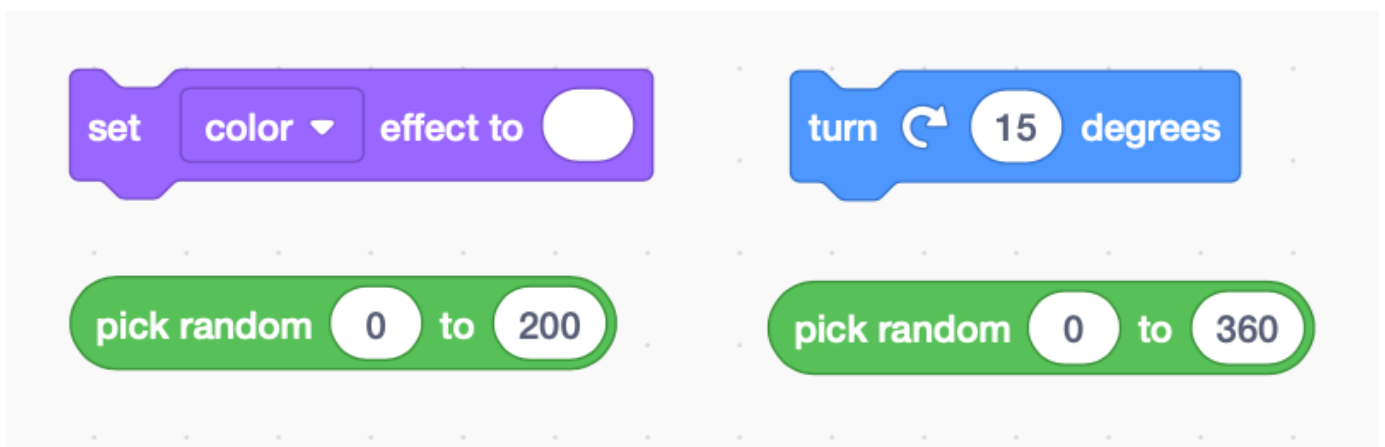 set color effect to
turn 15 degrees
pick random 0 to 200
pick random 0 to 360